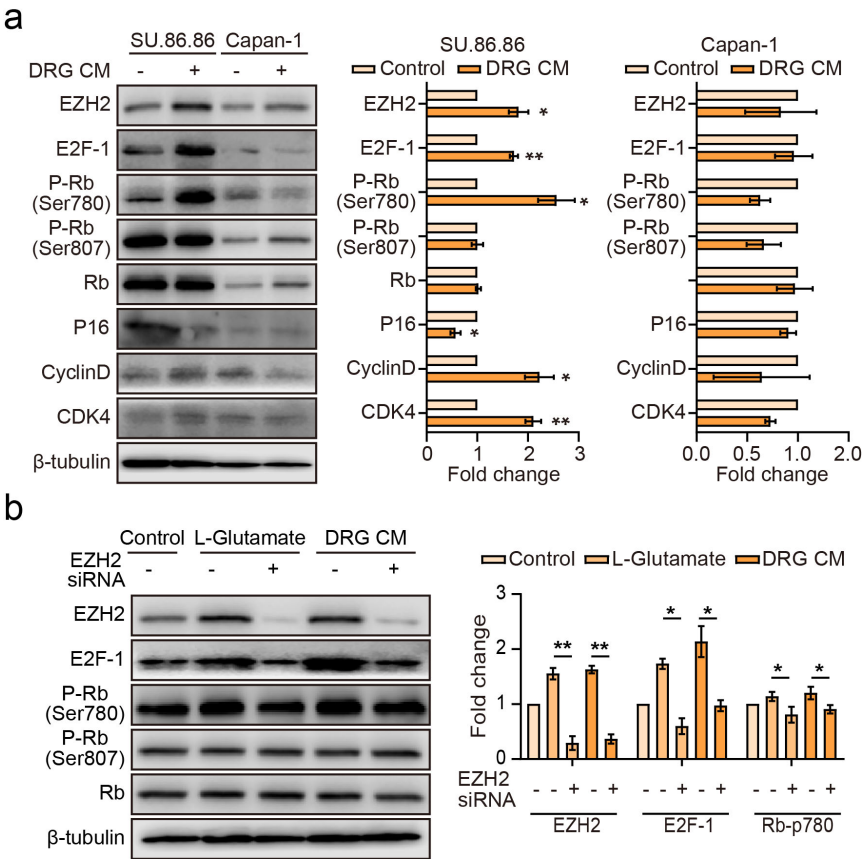 a
SU.86.86 Capan-1
DRG CM - + - +
EZH2
E2F-1
P-Rb
(Ser780)
P-Rb
(Ser807)
Rb
P16
CyclinD
CDK4
β-tubulin
SU.86.86
Control DRG CM
EZH2 *
E2F-1 **
P-Rb
(Ser780) *
P-Rb
(Ser807)
Rb
P16 *
CyclinD *
CDK4 **
0 1 2 3
Fold change
Capan-1
Control DRG CM
EZH2
E2F-1
P-Rb
(Ser780)
P-Rb
(Ser807)
Rb
P16
CyclinD
CDK4
0.0 0.5 1.0 2.0
Fold change
b
Control L-Glutamate DRG CM
EZH2
siRNA - - + - +
EZH2
E2F-1
P-Rb
(Ser780)
P-Rb
(Ser807)
Rb
β-tubulin
Control L-Glutamate DRG CM
Fold change
3
2
1
0
** ** * * * *
EZH2
siRNA - - + - + - - + - + - - + - +
EZH2 E2F-1 Rb-p780